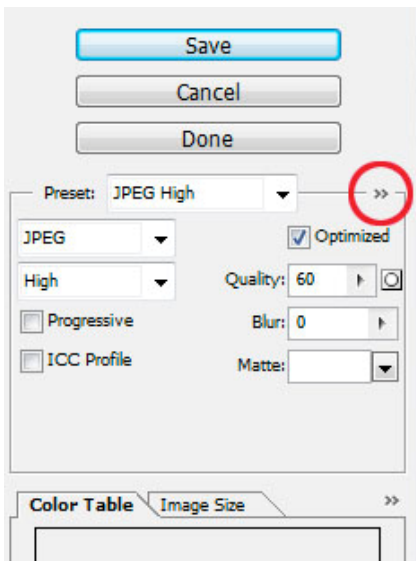 Save
Cancel
Done
Preset: JPEG High >>
JPEG Optimized
High Quality: 60
Progressive Blur: 0
ICC Profile Matte:
Color Table Image Size >>